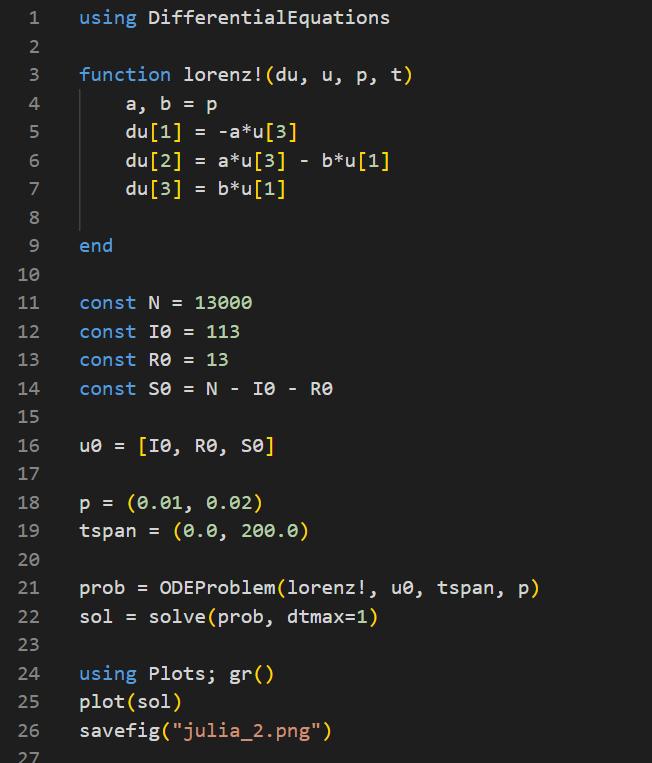 1 using DifferentialEquations
2
3 function lorenz!(du, u, p, t)
4     a, b = p
5     du[1] = -a*u[3]
6     du[2] = a*u[3] - b*u[1]
7     du[3] = b*u[1]
8
9 end
10
11 const N = 13000
12 const I0 = 113
13 const R0 = 13
14 const S0 = N - I0 - R0
15
16 u0 = [I0, R0, S0]
17
18 p = (0.01, 0.02)
19 tspan = (0.0, 200.0)
20
21 prob = ODEProblem(lorenz!, u0, tspan, p)
22 sol = solve(prob, dtmax=1)
23
24 using Plots; gr()
25 plot(sol)
26 savefig("julia_2.png")
27